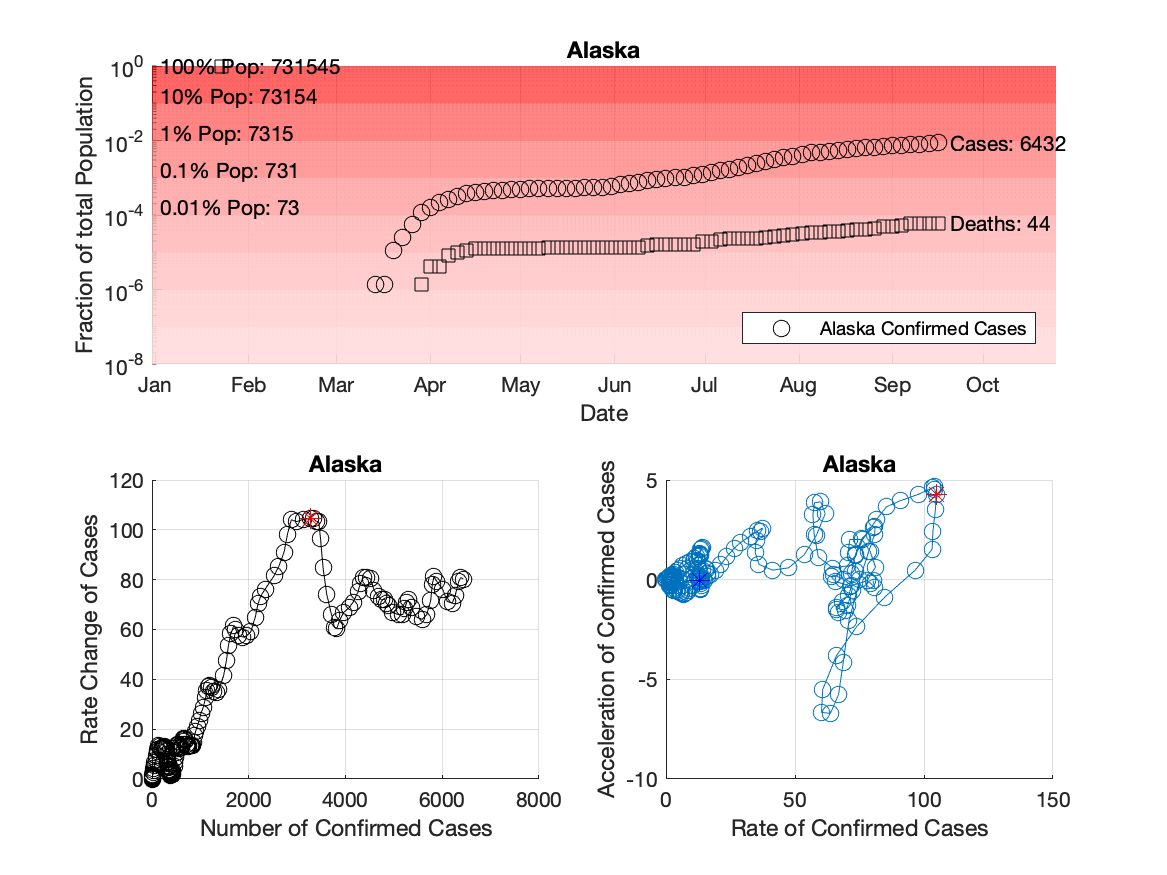 Alaska
10^0
10^-2
10^-4
10^-6
10^-8
Fraction of total Population
100% Pop: 731545
10% Pop: 73154
1% Pop: 7315
0.1% Pop: 731
0.01% Pop: 73
Cases: 6432
Deaths: 44
Alaska Confirmed Cases
Jan Feb Mar Apr May Jun Jul Aug Sep Oct
Date
Alaska
120
100
80
60
40
20
0
Rate Change of Cases
0 2000 4000 6000 8000
Number of Confirmed Cases
Alaska
5
0
-5
-10
Acceleration of Confirmed Cases
0 50 100 150
Rate of Confirmed Cases